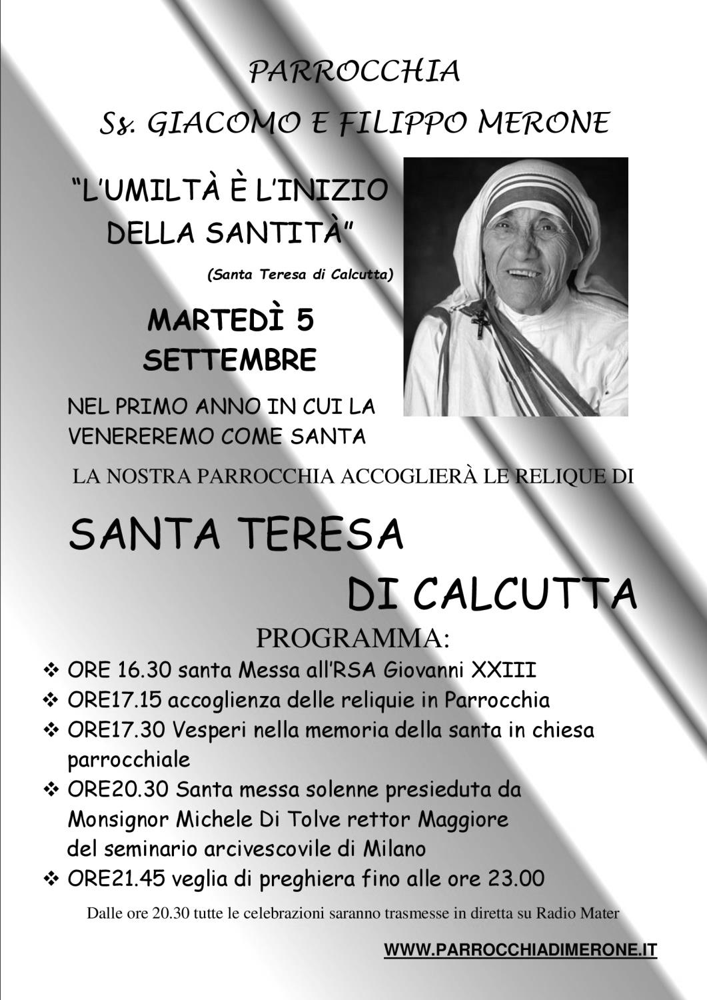 PARROCCHIA
Ss. GIACOMO E FILIPPO MERONE
“L’UMILTÀ È L’INIZIO
DELLA SANTITÀ”
(Santa Teresa di Calcutta)
MARTEDÌ 5
SETTEMBRE
NEL PRIMO ANNO IN CUI LA
VENEREREMO COME SANTA
LA NOSTRA PARROCCHIA ACCOGLIERÀ LE RELIQUE DI
SANTA TERESA
DI CALCUTTA
PROGRAMMA:
❖ ORE 16.30 santa Messa all’RSA Giovanni XXIII
❖ ORE17.15 accoglienza delle reliquie in Parrocchia
❖ ORE17.30 Vesperi nella memoria della santa in chiesa
parrocchiale
❖ ORE20.30 Santa messa solenne presieduta da
Monsignor Michele Di Tolve rettor Maggiore
del seminario arcivescovile di Milano
❖ ORE21.45 veglia di preghiera fino alle ore 23.00
Dalle ore 20.30 tutte le celebrazioni saranno trasmesse in diretta su Radio Mater
WWW.PARROCCHIADIMERONE.IT